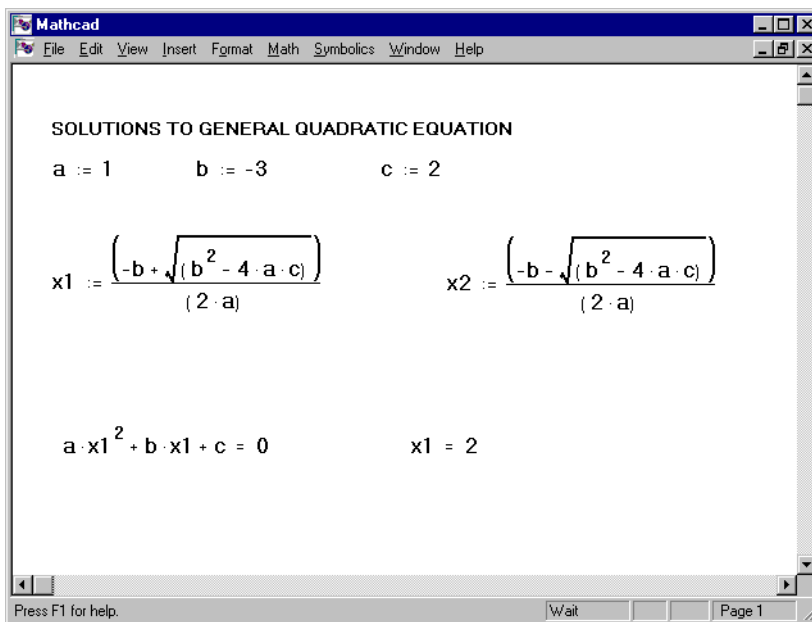 Mathcad
File Edit View Insert Format Math Symbolics Window Help
SOLUTIONS TO GENERAL QUADRATIC EQUATION
a := 1 b := -3 c := 2
x1 := (-b + √(b² - 4·a·c)) / (2·a) x2 := (-b - √(b² - 4·a·c)) / (2·a)
a·x1² + b·x1 + c = 0 x1 = 2
Press F1 for help. Wait Page 1